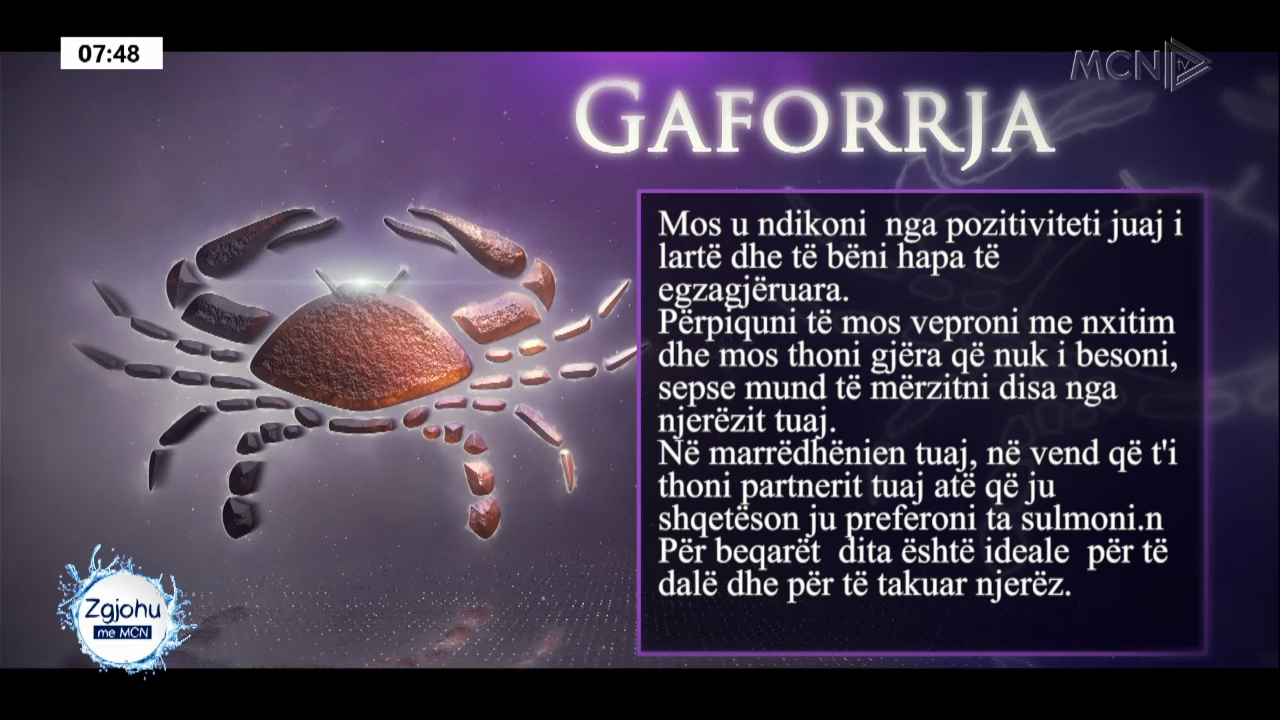 07:48
MCN TV
GAFORRJA
Mos u ndikoni  nga pozitiviteti juaj i
lartë dhe të bëni hapa të
egzagjëruara.
Përpiquni të mos veproni me nxitim
dhe mos thoni gjëra që nuk i besoni,
sepse mund të mërzitni disa nga
njerëzit tuaj.
Në marrëdhënien tuaj, në vend që t'i
thoni partnerit tuaj atë që ju
shqetëson ju preferoni ta sulmoni.n
Për beqarët  dita është ideale  për të
dalë dhe për të takuar njerëz.
Zgjohu
me MCN